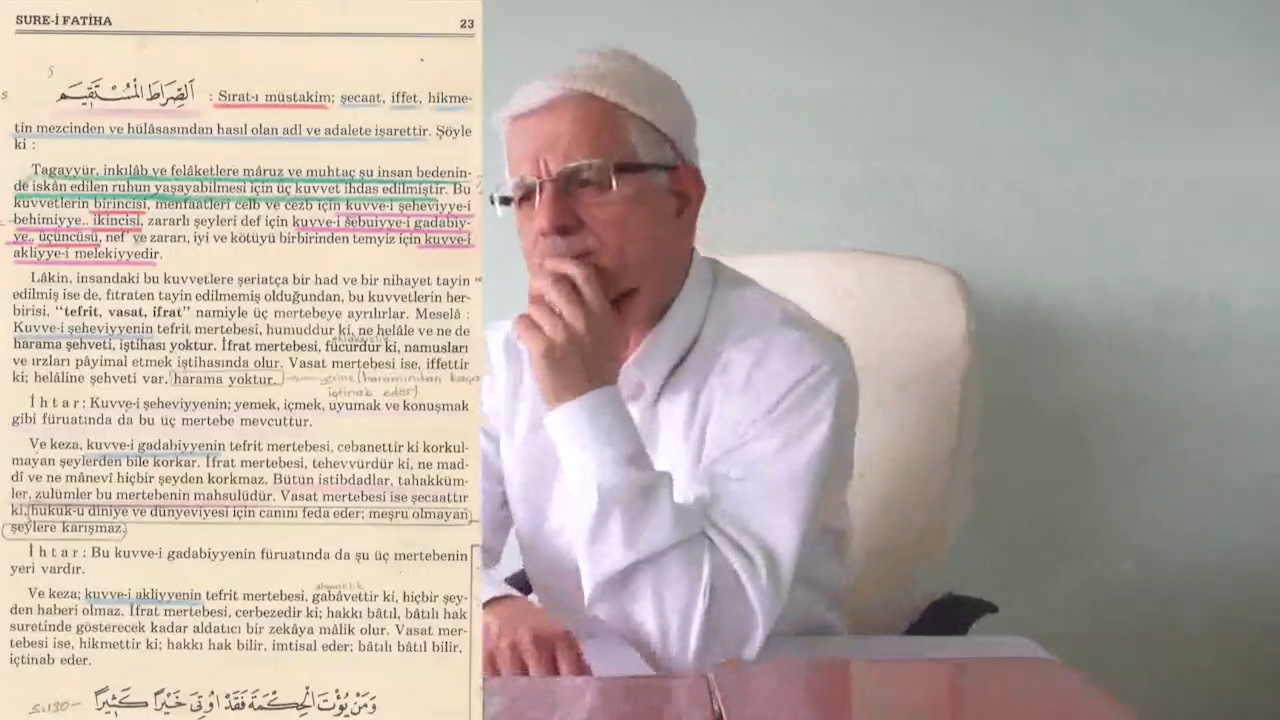 SURE-İ FATİHA 23
5
5 اَلصِّرَاطَ الْمُسْتَقِيمَ : Sırat-ı müstakim; şecaat, iffet, hikme-
tin mezcinden ve hülâsasından hasıl olan adl ve adalete işarettir. Şöyle
ki :
Tagayyür, inkılâb ve felâketlere mâruz ve muhtaç şu insan bedenin-
de iskân edilen ruhun yaşayabilmesi için üç kuvvet ihdas edilmiştir. Bu
kuvvetlerin birincisi, menfaatleri celb ve cezb için kuvve-i şeheviyye-i
behimiyye.. ikincisi, zararlı şeyleri def için kuvve-i sebuiyye-i gadabiy-
ye.. üçüncüsü, nef' ve zararı, iyi ve kötüyü birbirinden temyiz için kuvve-i
akliyye-i melekiyyedir.
Lâkin, insandaki bu kuvvetlere şeriatça bir had ve bir nihayet tayin
edilmiş ise de, fıtraten tayin edilmemiş olduğundan, bu kuvvetlerin her-
birisi, "tefrit, vasat, ifrat" namiyle üç mertebeye ayrılırlar. Meselâ :
Kuvve-i şeheviyyenin tefrit mertebesi, humuddur ki, ne helâle ve ne de
harama şehveti, iştihası yoktur. İfrat mertebesi, fücurdur ki, namusları
ve ırzları pâyimal etmek iştihasında olur. Vasat mertebesi ise, iffettir
ki; helâline şehveti var. harama yoktur. yerine (haramından kaça
içtinab eder)
İhtar: Kuvve-i şeheviyyenin; yemek, içmek, uyumak ve konuşmak
gibi füruatında da bu üç mertebe mevcuttur.
Ve keza, kuvve-i gadabiyyenin tefrit mertebesi, cebanettir ki korkul-
mayan şeylerden bile korkar. İfrat mertebesi, tehevvürdür ki, ne mad-
dî ve ne mânevî hiçbir şeyden korkmaz. Bütün istibdadlar, tahakküm-
ler, zulümler bu mertebenin mahsulüdür. Vasat mertebesi ise şecaattır
ki, hukuk-u diniye ve dünyeviyesi için canını feda eder; meşru olmayan
şeylere karışmaz.
İhtar: Bu kuvve-i gadabiyyenin füruatında da şu üç mertebenin
yeri vardır.
ahmaklık
Ve keza; kuvve-i akliyyenin tefrit mertebesi, gabâvettir ki, hiçbir şey-
den haberi olmaz. İfrat mertebesi, cerbezedir ki; hakkı bâtıl, bâtılı hak
suretinde gösterecek kadar aldatıcı bir zekâya mâlik olur. Vasat mer-
tebesi ise, hikmettir ki; hakkı hak bilir, imtisal eder; bâtılı bâtıl bilir,
içtinab eder.
وَمَنْ يُؤْتَ الْحِكْمَةَ فَقَدْ اُوتِيَ خَيْرًا كَثِيرًا